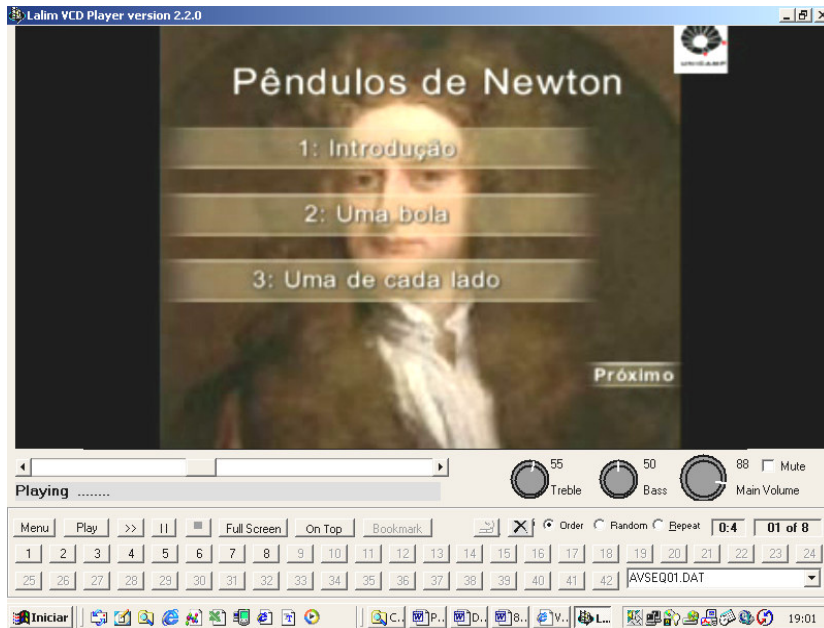 Lalim VCD Player version 2.2.0
UNICAMP
Pêndulos de Newton
1: Introdução
2: Uma bola
3: Uma de cada lado
Próximo
55 50 88 Mute
Playing ........
Treble Bass Main Volume
Menu Play >> II Full Screen On Top Bookmark X Order Random Repeat 0:4 01 of 8
1 2 3 4 5 6 7 8 9 10 11 12 13 14 15 16 17 18 19 20 21 22 23 24
25 26 27 28 29 30 31 32 33 34 35 36 37 38 39 40 41 42 AVSEQ01.DAT
Iniciar C.. P.. D.. 8.. V.. L... 19:01